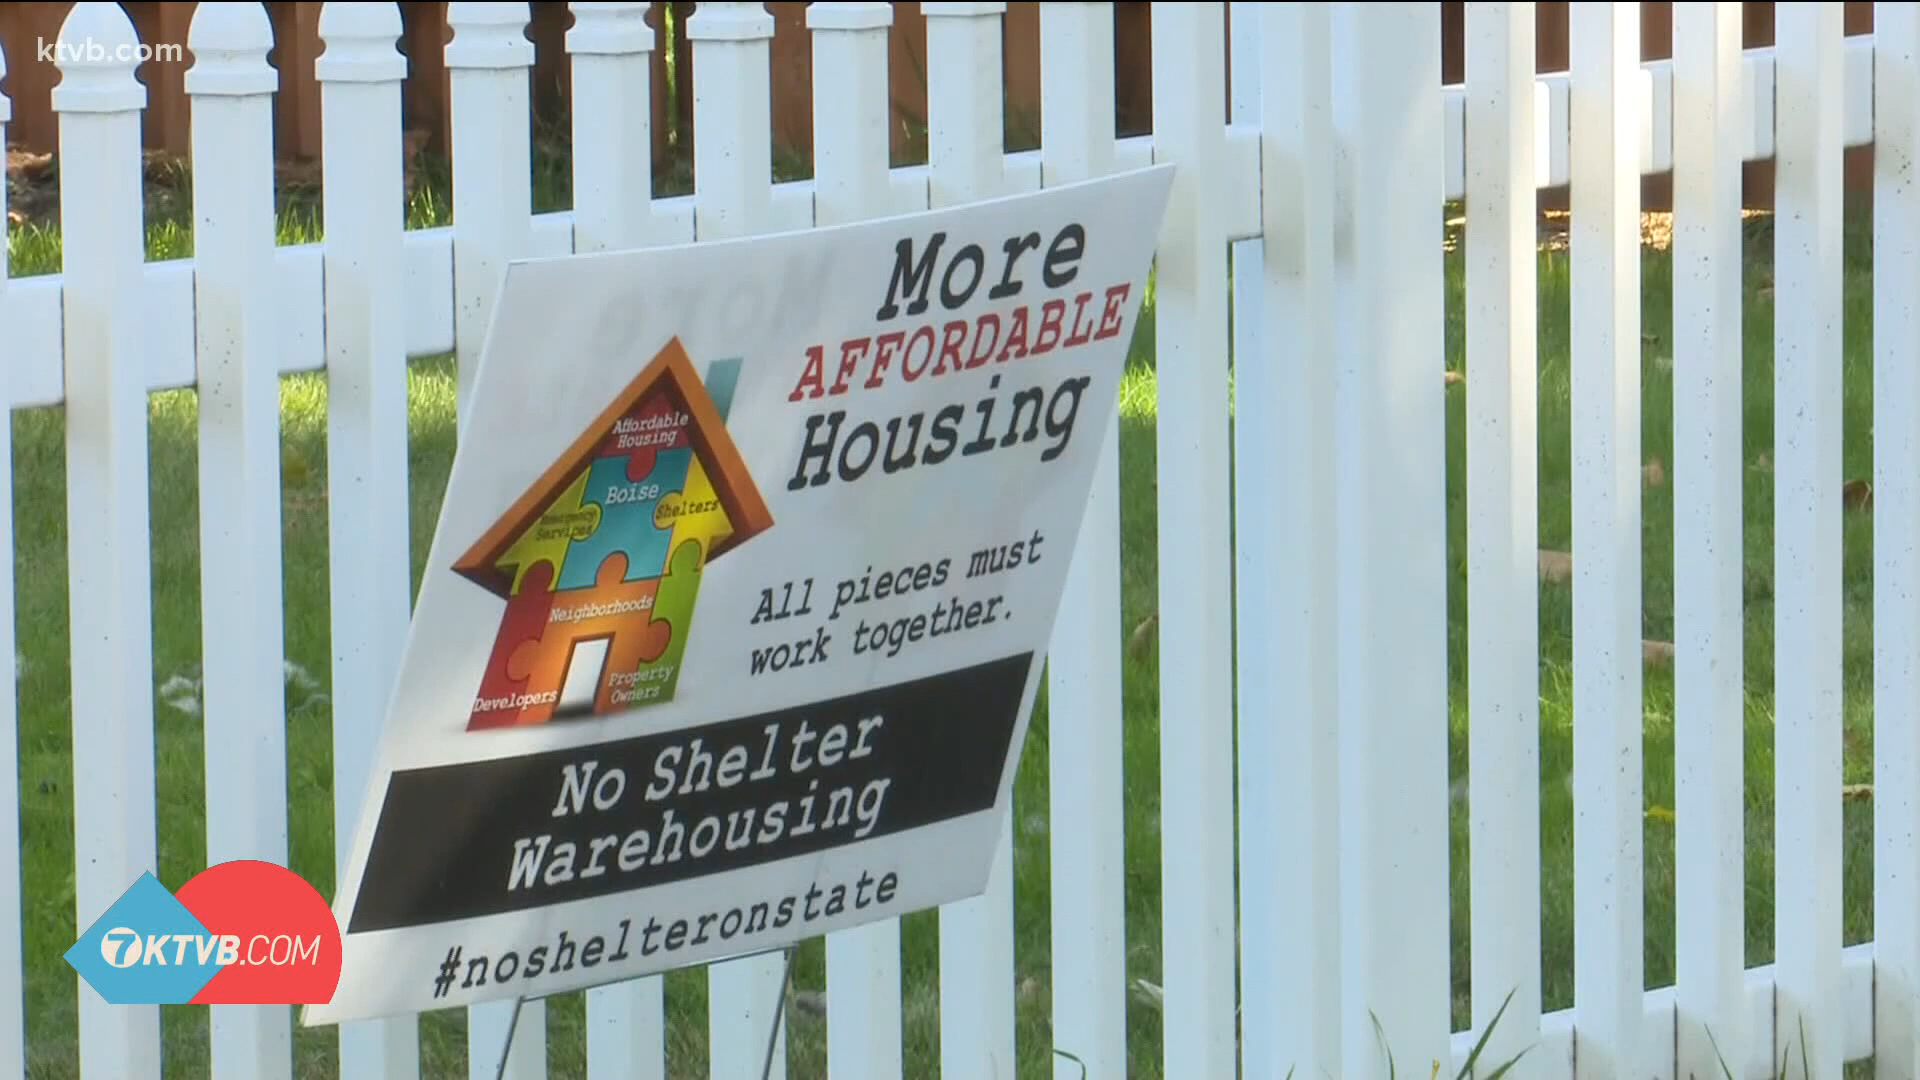 ktvb.com
More
AFFORDABLE
Housing
Affordable
Housing
Boise
Shelters
Emergency
Services
Neighborhoods
Property
Owners
Developers
All pieces must
work together.
No Shelter
Warehousing
#noshelteronstate
7KTVB.COM